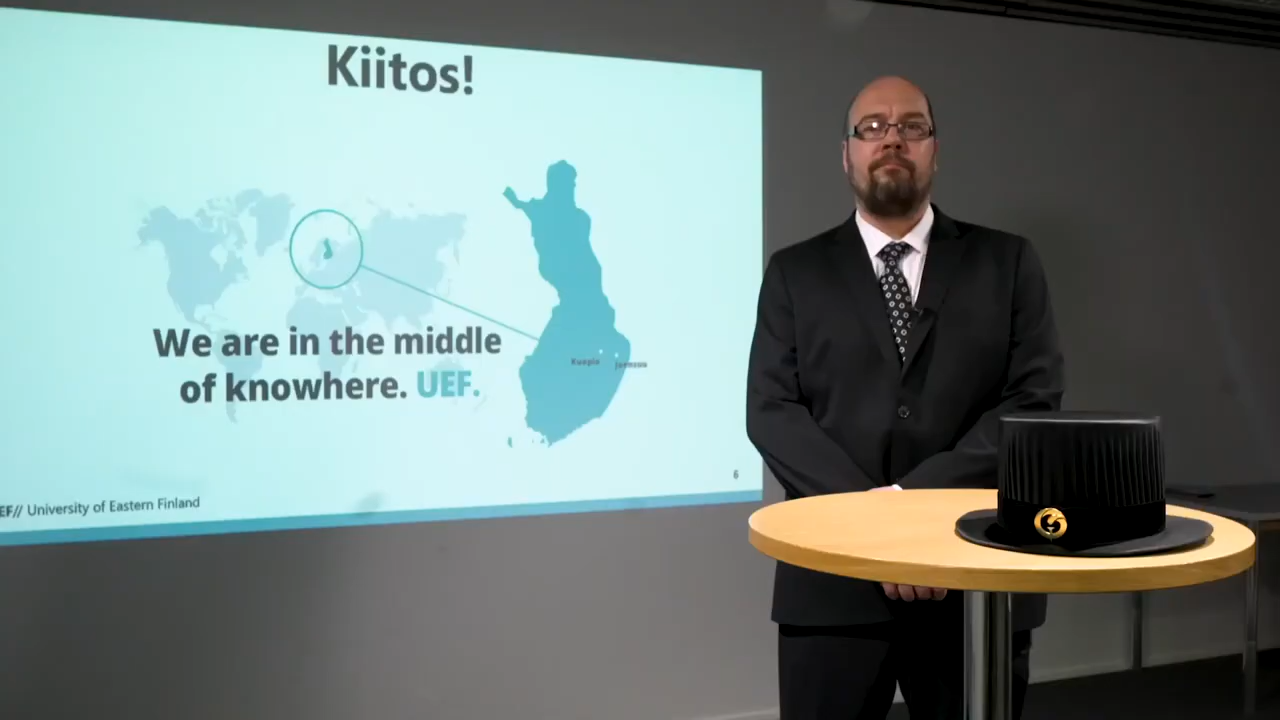 Kiitos!
We are in the middle
of knowhere. UEF.
Kuopio
Joensuu
6
EF// University of Eastern Finland